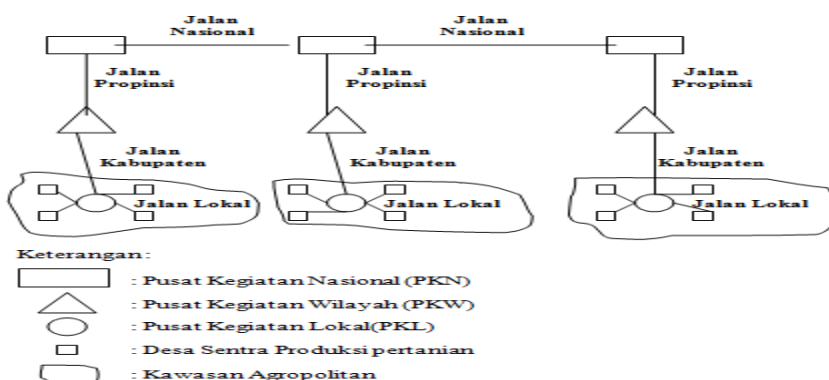 Jalan
Nasional
Jalan
Nasional
Jalan
Propinsi
Jalan
Propinsi
Jalan
Propinsi
Jalan
Kabupaten
Jalan
Kabupaten
Jalan
Kabupaten
Jalan Lokal
Jalan Lokal
Jalan Lokal
Keterangan :
: Pusat Kegiatan Nasional (PKN)
: Pusat Kegiatan Wilayah (PKW)
: Pusat Kegiatan Lokal(PKL)
: Desa Sentra Produksi pertanian
: Kawasan Agropolitan